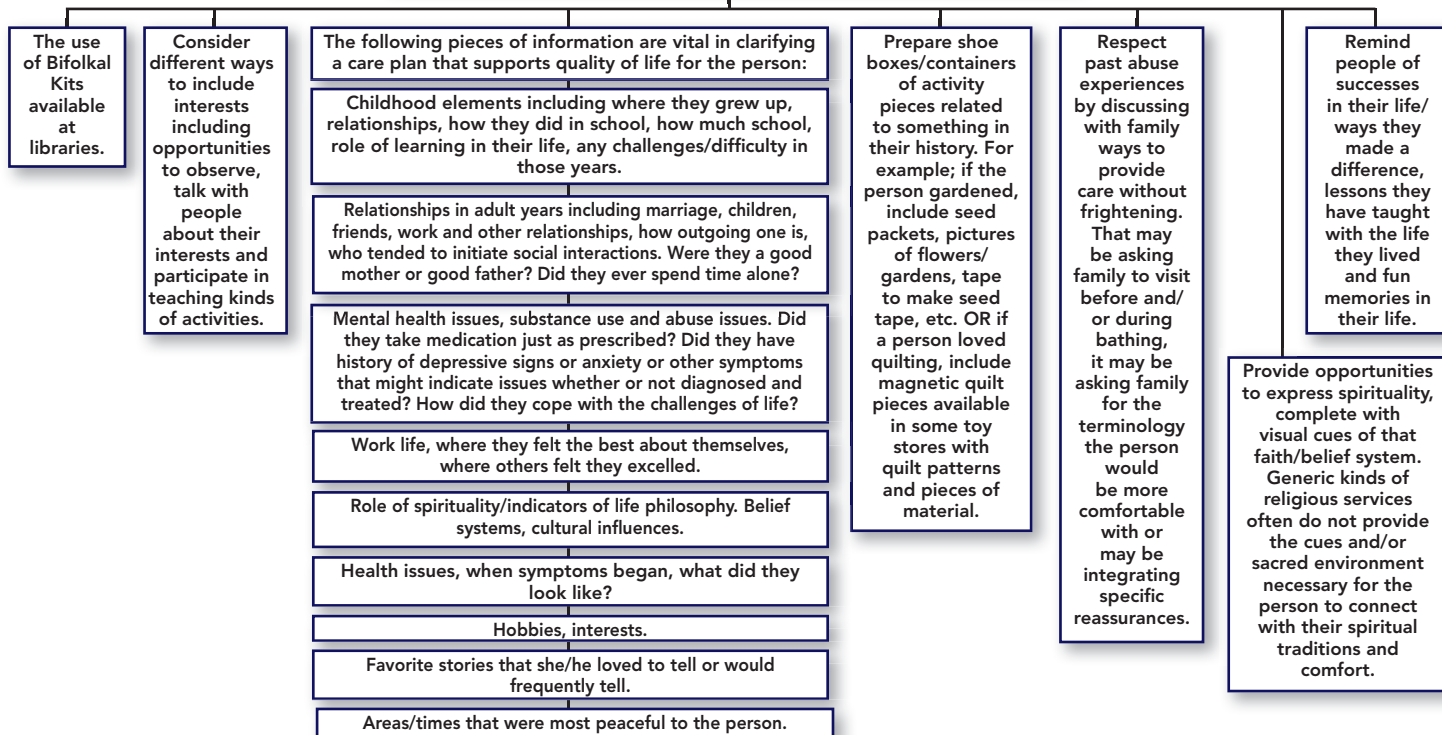 The use
of Bifolkal
Kits
available
at
libraries.
Consider
different ways
to include
interests
including
opportunities
to observe,
talk with
people
about their
interests and
participate in
teaching kinds
of activities.
The following pieces of information are vital in clarifying
a care plan that supports quality of life for the person:
Childhood elements including where they grew up,
relationships, how they did in school, how much school,
role of learning in their life, any challenges/difficulty in
those years.
Relationships in adult years including marriage, children,
friends, work and other relationships, how outgoing one is,
who tended to initiate social interactions. Were they a good
mother or good father? Did they ever spend time alone?
Mental health issues, substance use and abuse issues. Did
they take medication just as prescribed? Did they have
history of depressive signs or anxiety or other symptoms
that might indicate issues whether or not diagnosed and
treated? How did they cope with the challenges of life?
Work life, where they felt the best about themselves,
where others felt they excelled.
Role of spirituality/indicators of life philosophy. Belief
systems, cultural influences.
Health issues, when symptoms began, what did they
look like?
Hobbies, interests.
Favorite stories that she/he loved to tell or would
frequently tell.
Areas/times that were most peaceful to the person.
Prepare shoe
boxes/containers
of activity
pieces related
to something in
their history. For
example; if the
person gardened,
include seed
packets, pictures
of flowers/
gardens, tape
to make seed
tape, etc. OR if
a person loved
quilting, include
magnetic quilt
pieces available
in some toy
stores with
quilt patterns
and pieces of
material.
Respect
past abuse
experiences
by discussing
with family
ways to
provide
care without
frightening.
That may
be asking
family to visit
before and/
or during
bathing,
it may be
asking family
for the
terminology
the person
would
be more
comfortable
with or
may be
integrating
specific
reassurances.
Provide opportunities
to express spirituality,
complete with
visual cues of that
faith/belief system.
Generic kinds of
religious services
often do not provide
the cues and/or
sacred environment
necessary for the
person to connect
with their spiritual
traditions and
comfort.
Remind
people of
successes
in their life/
ways they
made a
difference,
lessons they
have taught
with the life
they lived
and fun
memories in
their life.